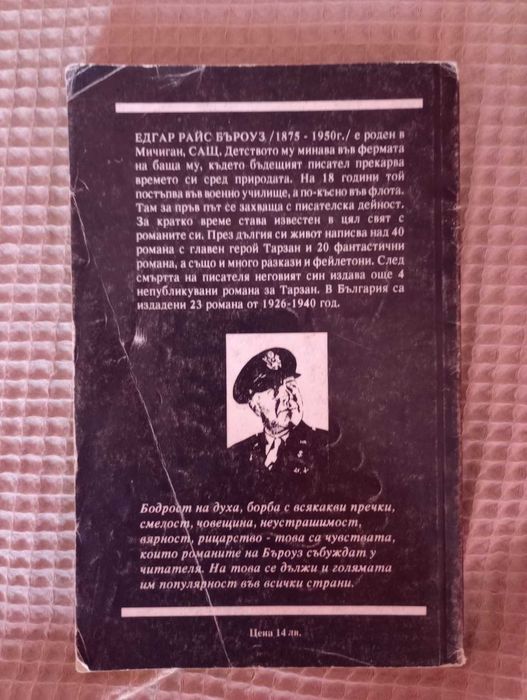 ЕДГАР РАЙС БЪРОУЗ /1875 - 1950г./ е роден в
Мичиган, САЩ. Детството му минава във фермата
на баща му, където бъдещият писател прекарва
времето си сред природата. На 18 години той
постъпва във военно училище, а по-късно във флота.
Там за пръв път се захваща с писателска дейност.
За кратко време става известен в цял свят с
романите си. През дългия си живот написва над 40
романа с главен герой Тарзан и 20 фантастични
романа, а също и много разкази и фейлетони. След
смъртта на писателя неговият син издава още 4
непубликувани романа за Тарзан. В България са
издадени 23 романа от 1926-1940 год.
Бодрост на духа, борба с всякакви пречки,
смелост, човещина, неустрашимост,
вярност, рицарство - това са чувствата,
които романите на Бъроуз събуждат у
читателя. На това се дължи и голямата
им популярност във всички страни.
Цена 14 лв.